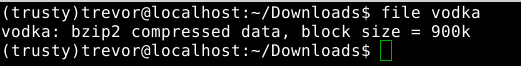 (trusty)trevor@localhost:~/Downloads$ file vodka
vodka: bzip2 compressed data, block size = 900k
(trusty)trevor@localhost:~/Downloads$